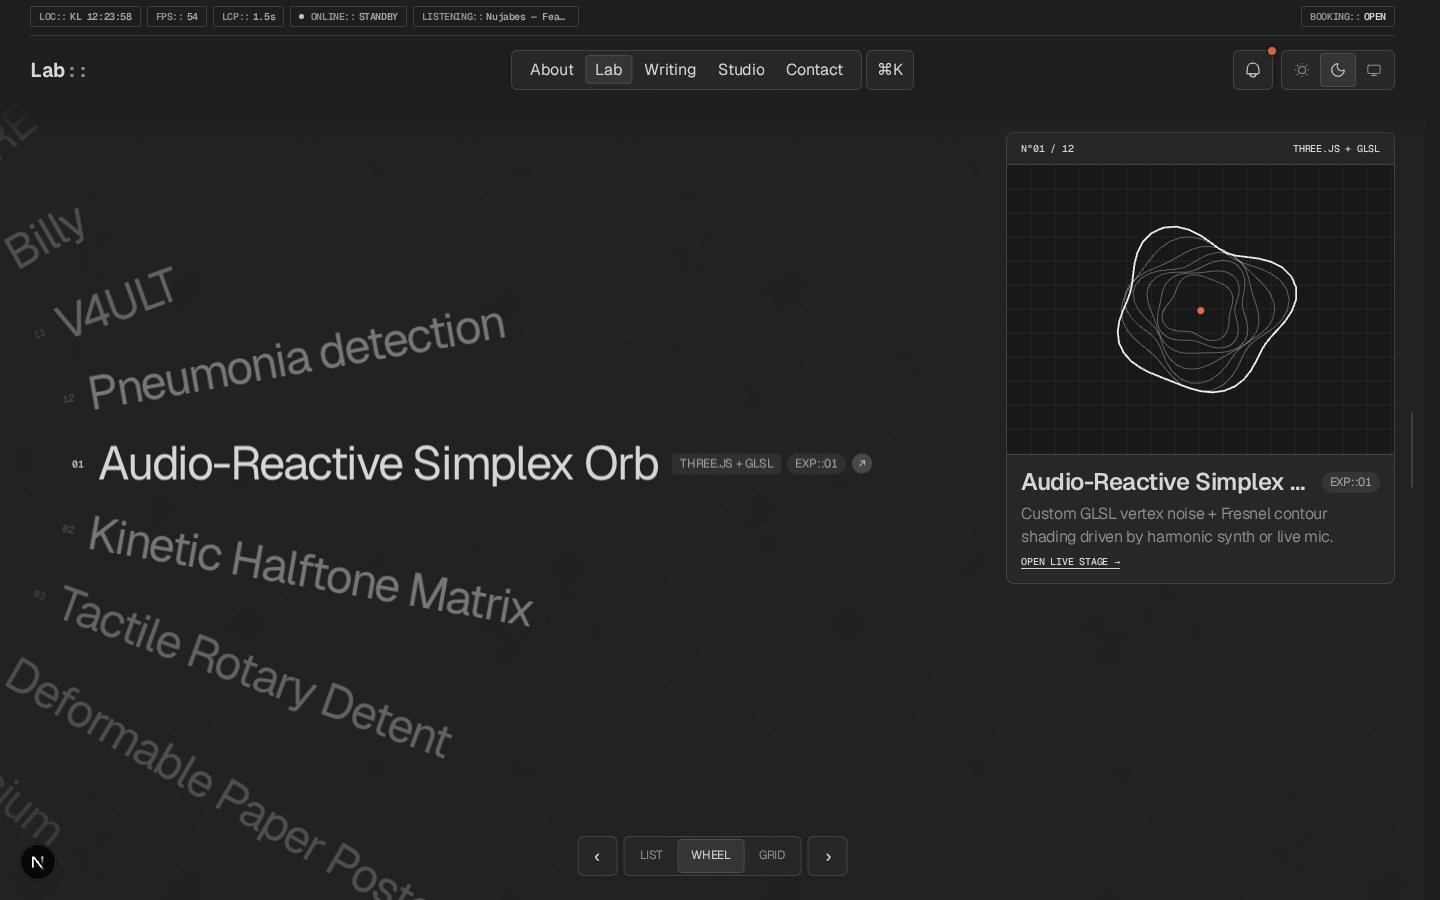 LOC:: KL 12:23:58
FPS:: 54
LCP:: 1.5s
ONLINE:: STANDBY
LISTENING:: Nujabes — Fea…
BOOKING:: OPEN
Lab::
About
Lab
Writing
Studio
Contact
⌘K
RE
Billy
11 V4ULT
12 Pneumonia detection
01 Audio-Reactive Simplex Orb THREE.JS + GLSL EXP::01 ↗
02 Kinetic Halftone Matrix
03 Tactile Rotary Detent
Deformable Paper Poste
ium
N°01 / 12
THREE.JS + GLSL
Audio-Reactive Simplex ...
EXP::01
Custom GLSL vertex noise + Fresnel contour
shading driven by harmonic synth or live mic.
OPEN LIVE STAGE →
N
‹
LIST
WHEEL
GRID
›